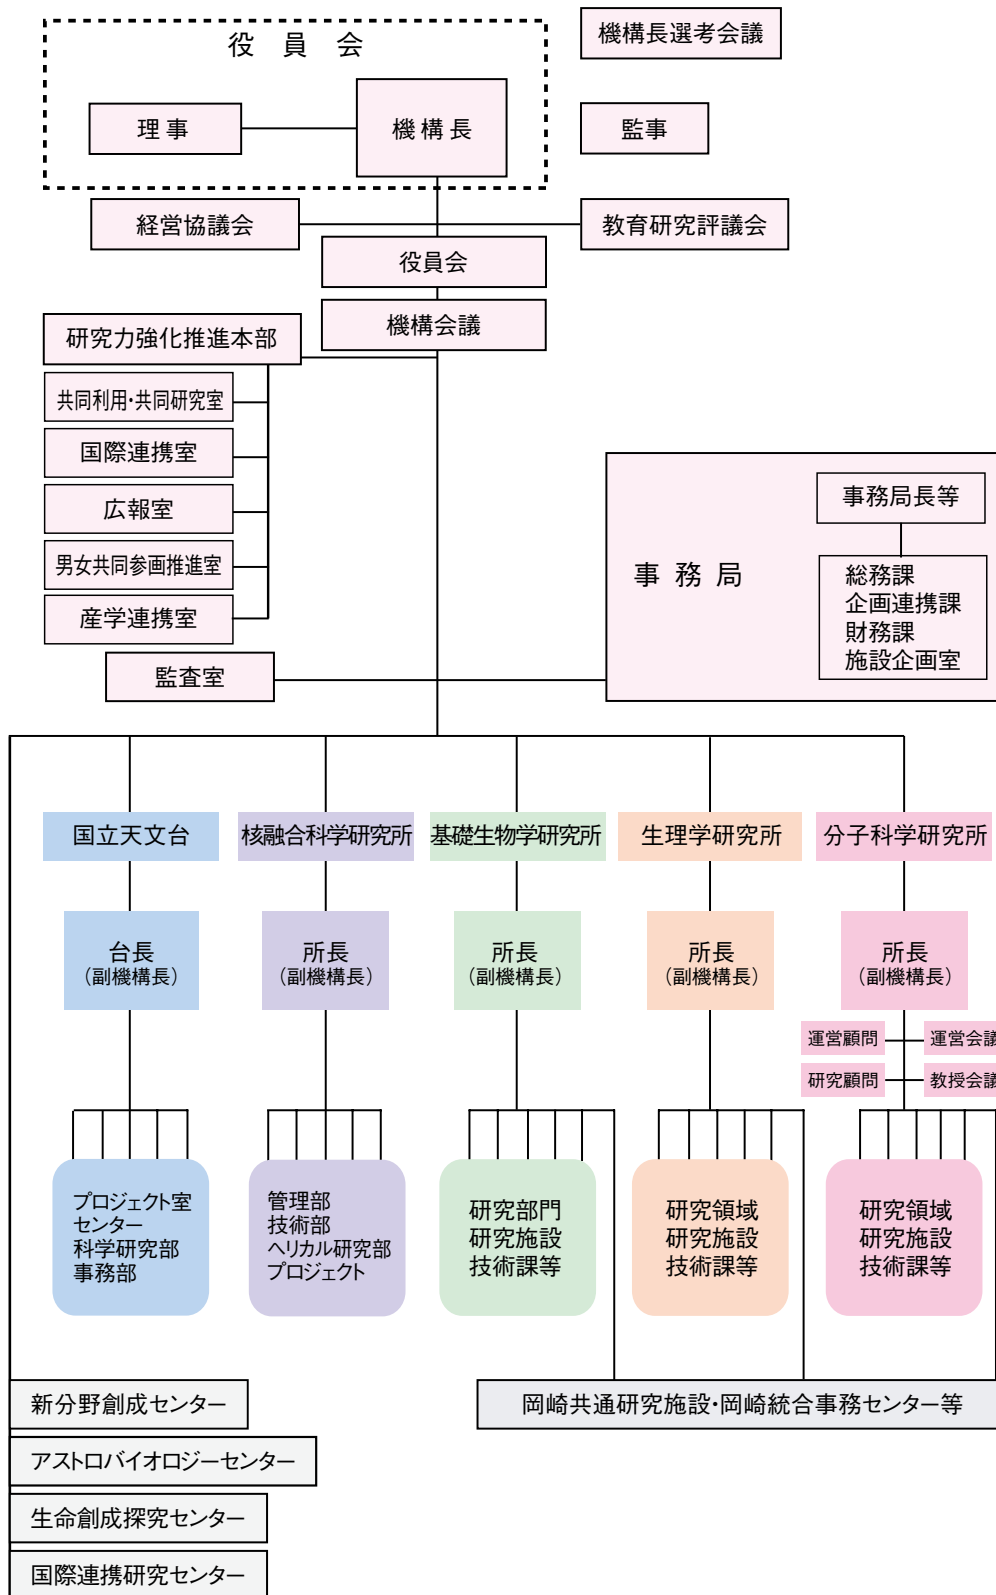 役員会
機構長選考会議
理事
機構長
監事
経営協議会
教育研究評議会
役員会
機構会議
研究力強化推進本部
共同利用・共同研究室
国際連携室
広報室
男女共同参画推進室
産学連携室
監査室
事務局
事務局長等
総務課
企画連携課
財務課
施設企画室
国立天文台
核融合科学研究所
基礎生物学研究所
生理学研究所
分子科学研究所
台長
（副機構長）
所長
（副機構長）
所長
（副機構長）
所長
（副機構長）
所長
（副機構長）
運営顧問
運営会議
研究顧問
教授会議
プロジェクト室
センター
科学研究部
事務部
管理部
技術部
ヘリカル研究部
プロジェクト
研究部門
研究施設
技術課等
研究領域
研究施設
技術課等
研究領域
研究施設
技術課等
新分野創成センター
岡崎共通研究施設・岡崎統合事務センター等
アストロバイオロジーセンター
生命創成探究センター
国際連携研究センター